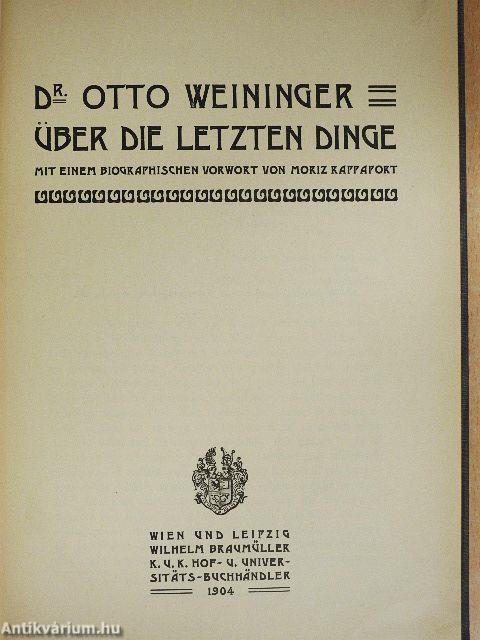 DR. OTTO WEININGER
ÜBER DIE LETZTEN DINGE
MIT EINEM BIOGRAPHISCHEN VORWORT VON MORIZ RAPPAPORT
WIEN UND LEIPZIG
WILHELM BRAUMÜLLER
K. U. K. HOF- U. UNIVER-
SITÄTS-BUCHHÄNDLER
1904
Antikvárium.hu